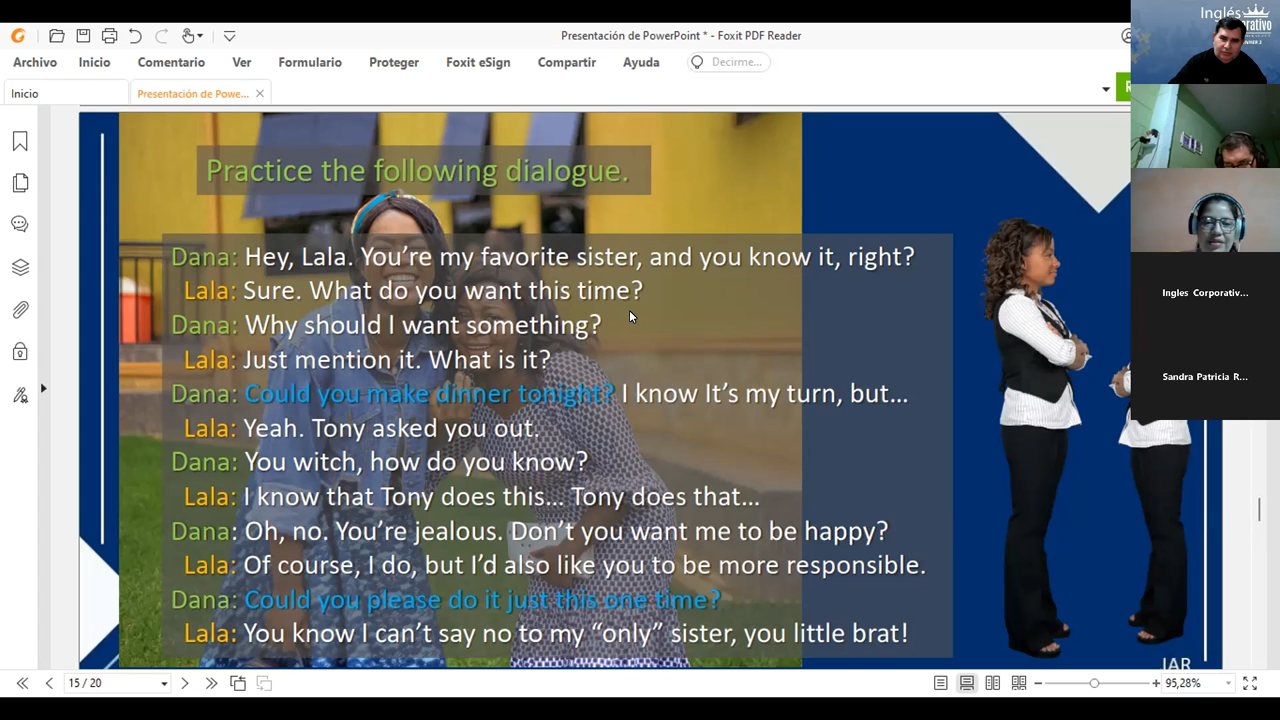 Presentación de PowerPoint * - Foxit PDF Reader
Archivo Inicio Comentario Ver Formulario Proteger Foxit eSign Compartir Ayuda Decirme...
Inicio Presentación de Powe...
Inglés
Practice the following dialogue.
Dana: Hey, Lala. You’re my favorite sister, and you know it, right?
Lala: Sure. What do you want this time?
Dana: Why should I want something?
Lala: Just mention it. What is it?
Dana: Could you make dinner tonight? I know It’s my turn, but...
Lala: Yeah. Tony asked you out.
Dana: You witch, how do you know?
Lala: I know that Tony does this... Tony does that...
Dana: Oh, no. You’re jealous. Don’t you want me to be happy?
Lala: Of course, I do, but I’d also like you to be more responsible.
Dana: Could you please do it just this one time?
Lala: You know I can’t say no to my “only” sister, you little brat!
Ingles Corporativ...
Sandra Patricia R...
15 / 20
95,28%